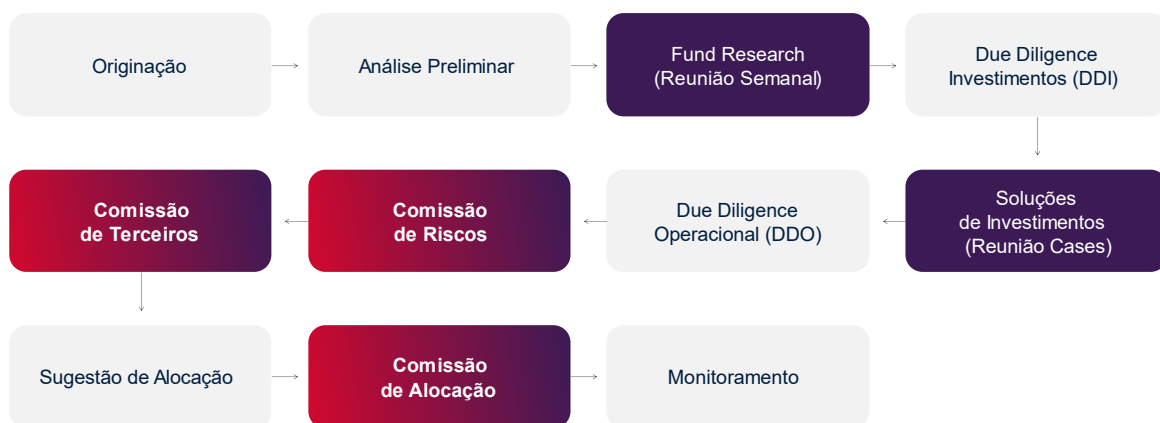 Originação
Análise Preliminar
Fund Research
(Reunião Semanal)
Due Diligence
Investimentos (DDI)
Comissão
de Terceiros
Comissão
de Riscos
Due Diligence
Operacional (DDO)
Soluções
de Investimentos
(Reunião Cases)
Sugestão de Alocação
Comissão
de Alocação
Monitoramento